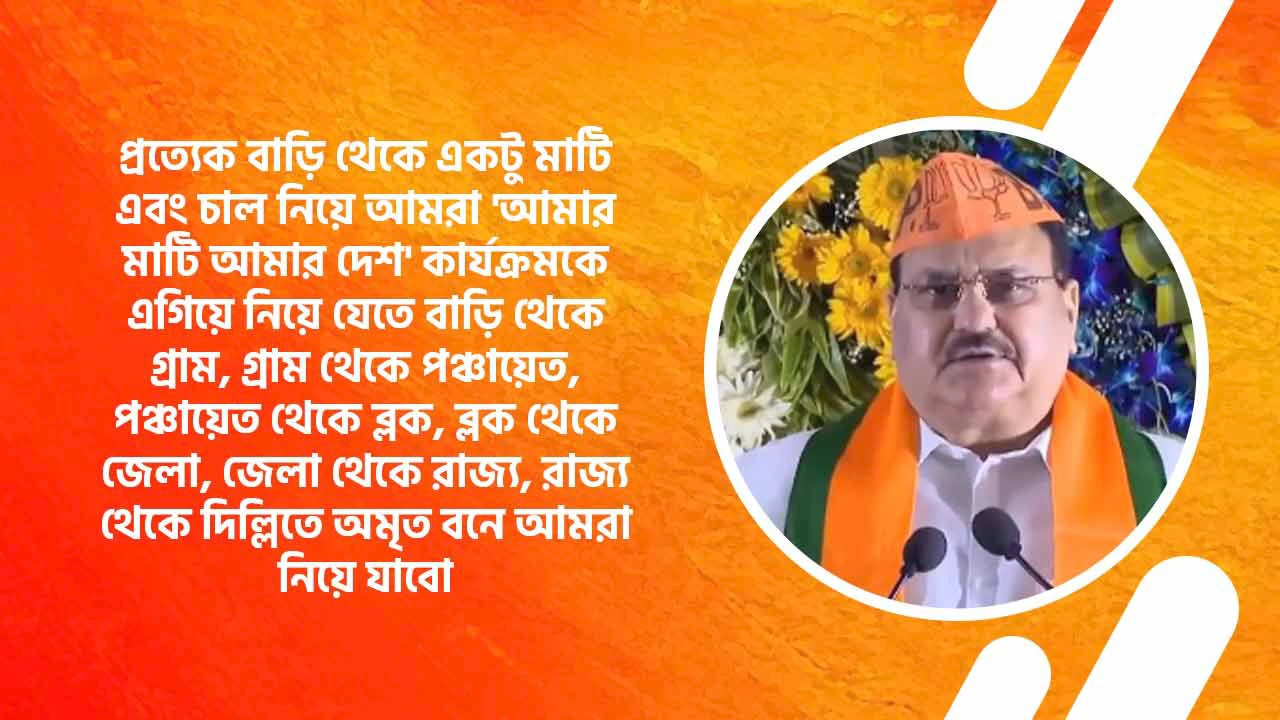 প্রত্যেক বাড়ি থেকে একটু মাটি
এবং চাল নিয়ে আমরা 'আমার
মাটি আমার দেশ' কার্যক্রমকে
এগিয়ে নিয়ে যেতে বাড়ি থেকে
গ্রাম, গ্রাম থেকে পঞ্চায়েত,
পঞ্চায়েত থেকে ব্লক, ব্লক থেকে
জেলা, জেলা থেকে রাজ্য, রাজ্য
থেকে দিল্লিতে অমৃত বনে আমরা
নিয়ে যাবো